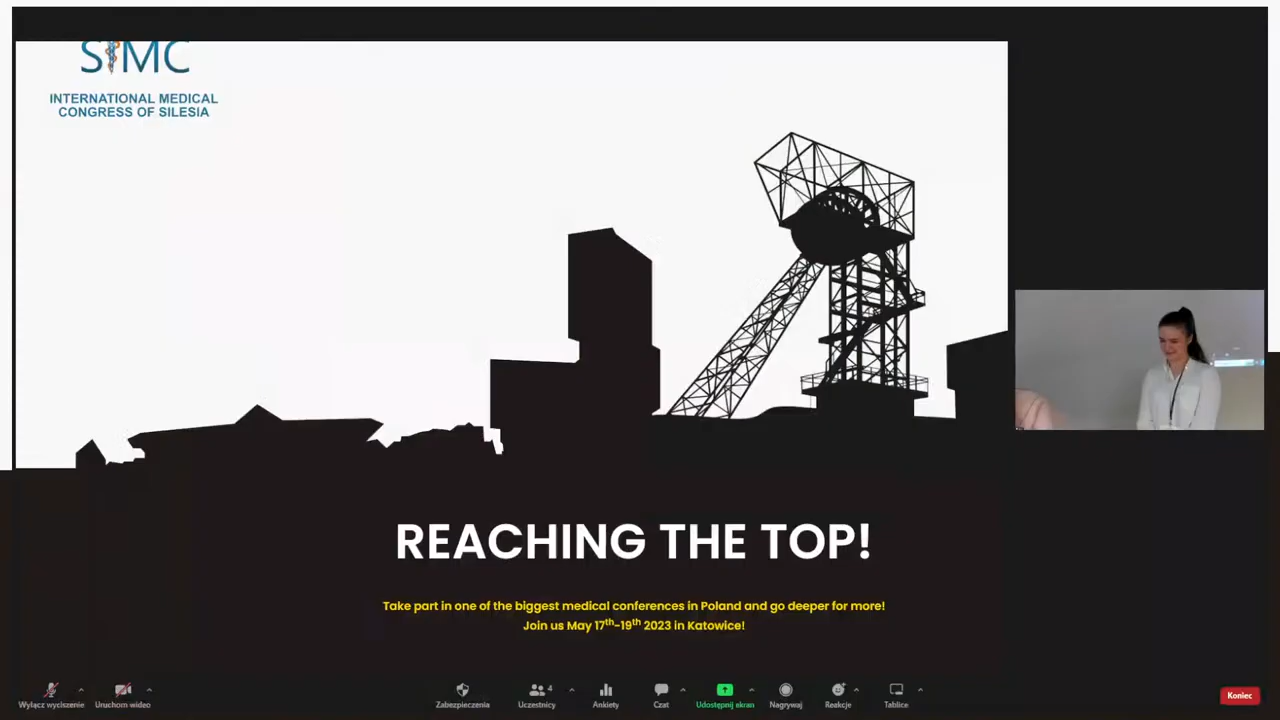 SIMC
INTERNATIONAL MEDICAL
CONGRESS OF SILESIA
REACHING THE TOP!
Take part in one of the biggest medical conferences in Poland and go deeper for more!
Join us May 17th-19th 2023 in Katowice!
Wyłącz wyciszenie
Uruchom wideo
Zabezpieczenia
4
Uczestnicy
Ankiety
Czat
Udostępnij ekran
Nagrywaj
Reakcje
Tablice
Koniec